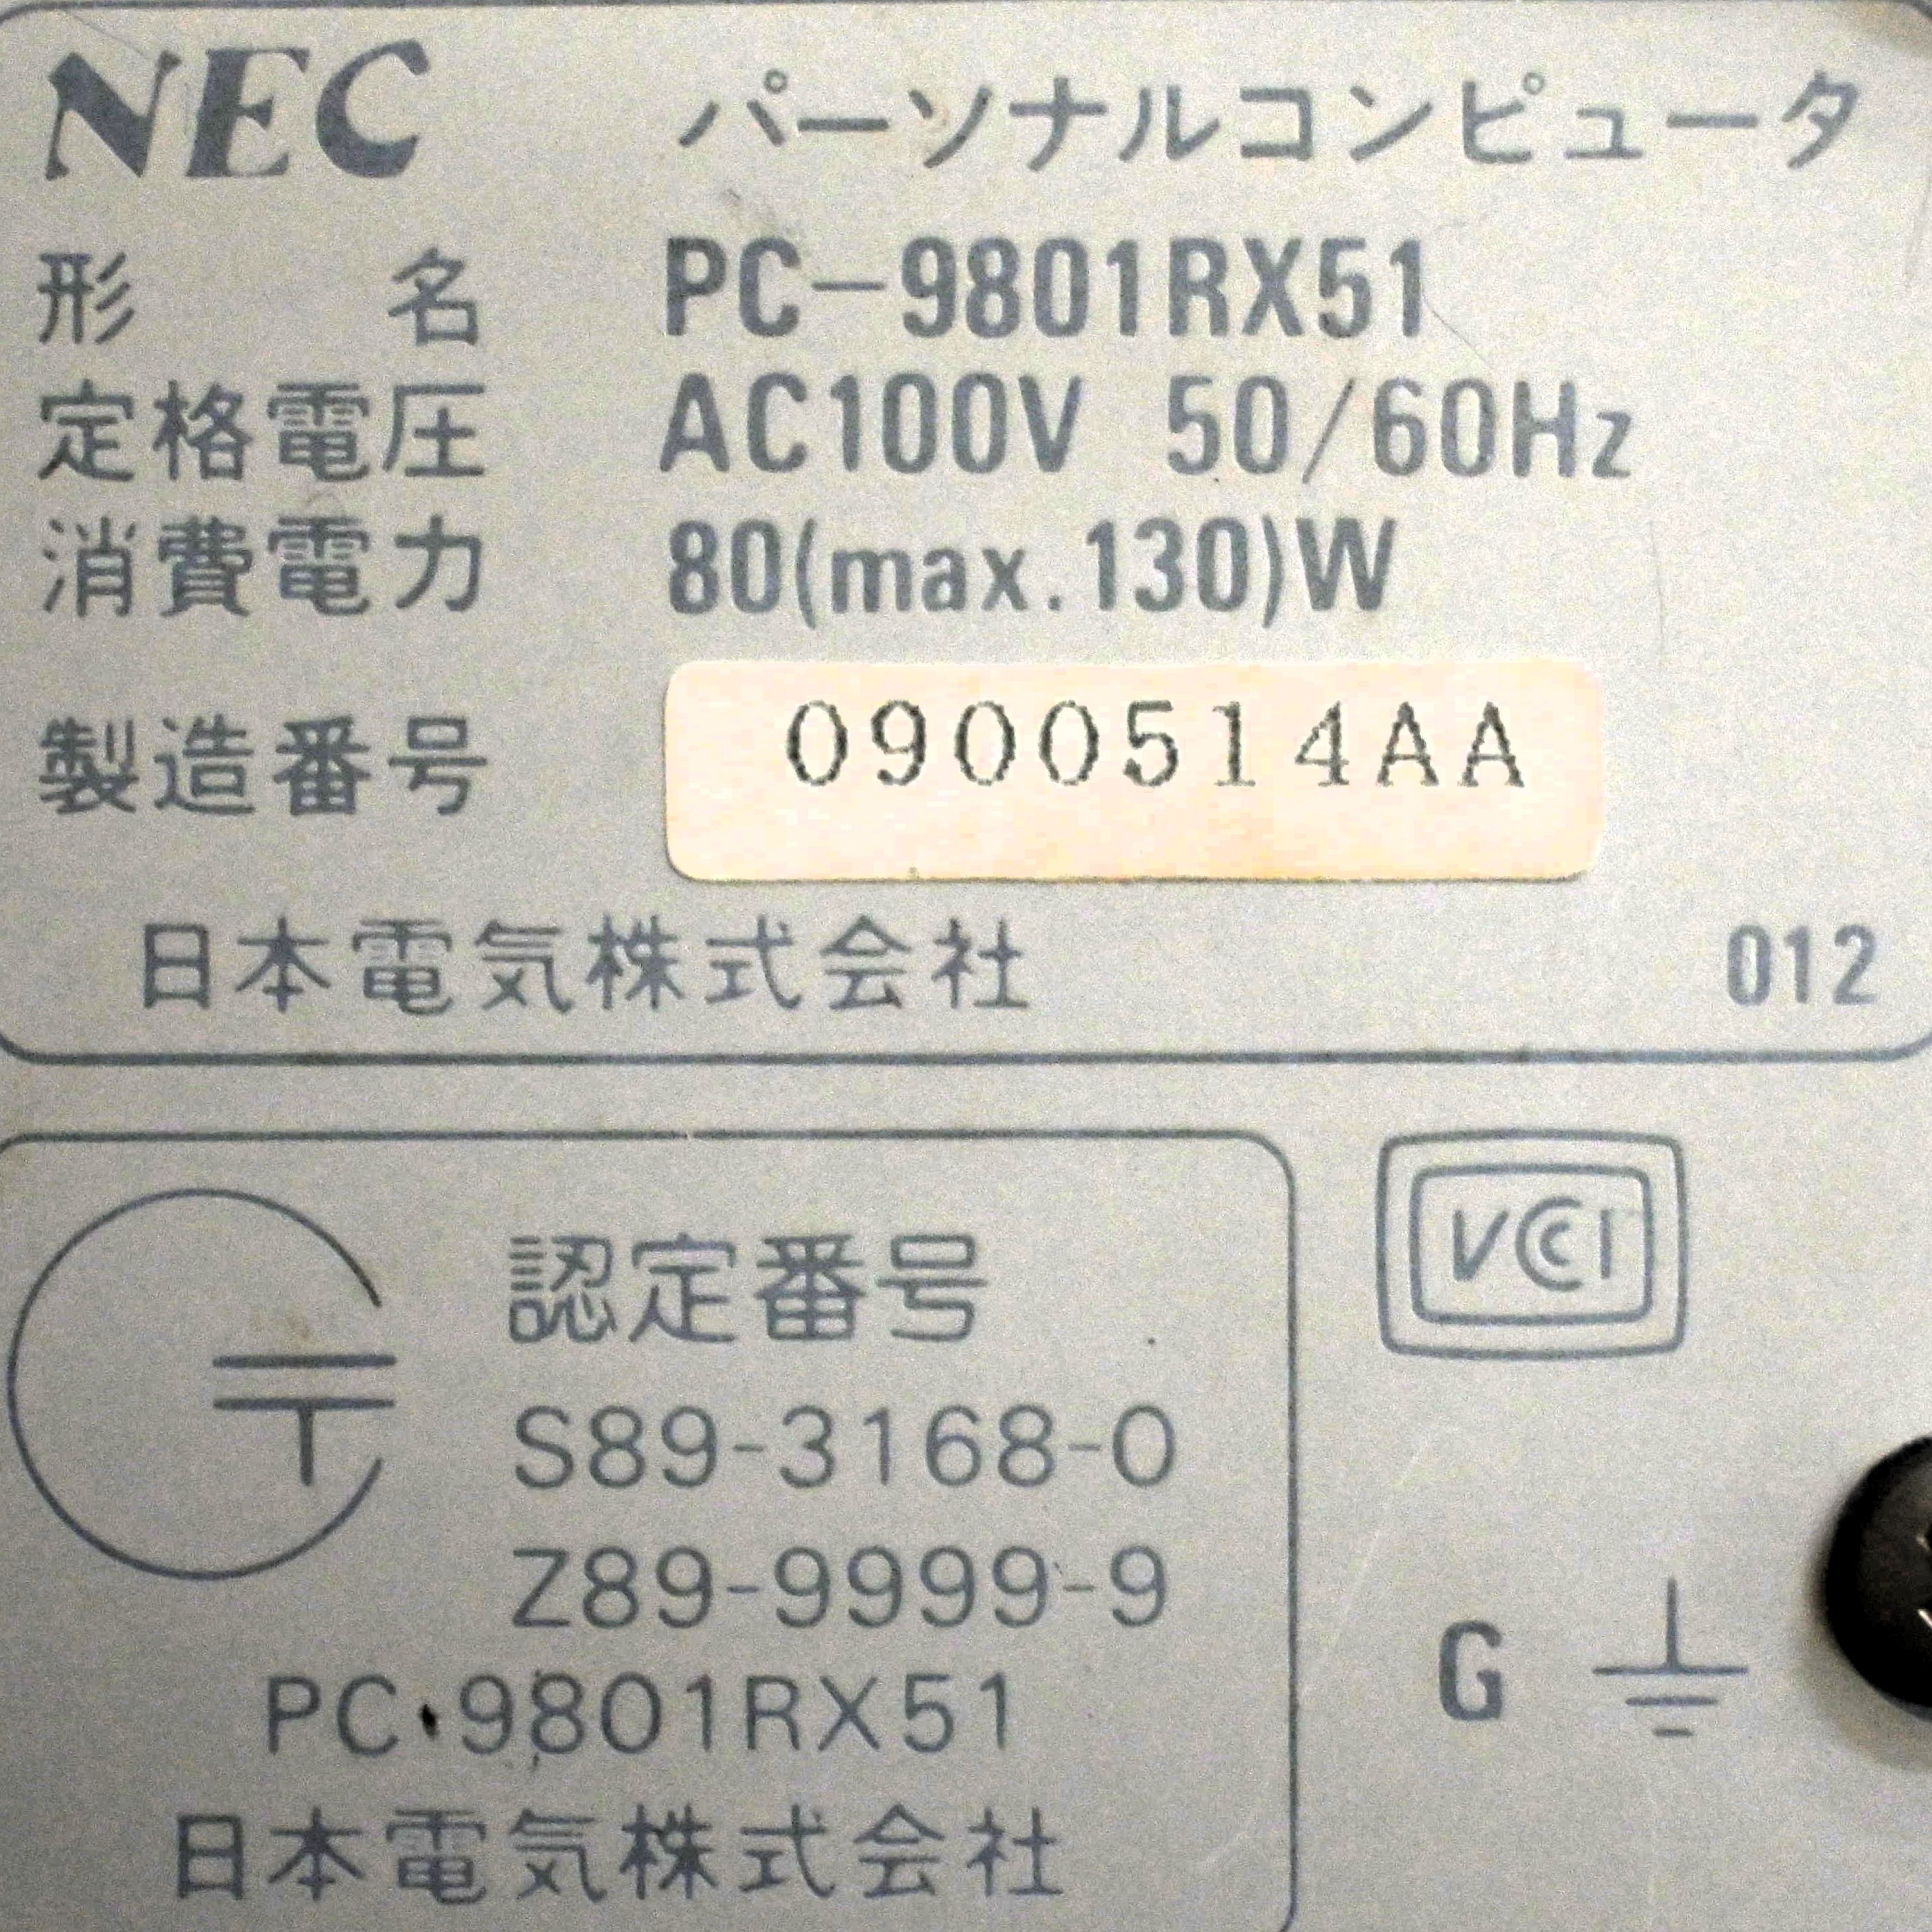 NEC パーソナルコンピュータ
形名 PC-9801RX51
定格電圧 AC100V 50/60Hz
消費電力 80(max.130)W
製造番号 0900514AA
日本電気株式会社 012
認定番号
VCCI
S89-3168-0
Z89-9999-9
G
PC-9801RX51
日本電気株式会社